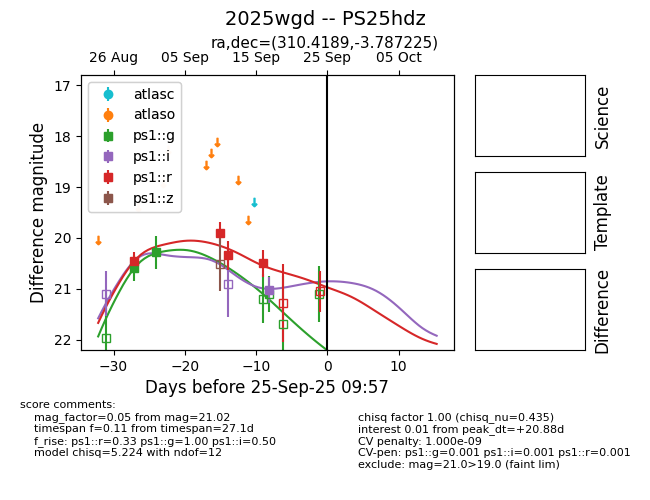 2025wgd -- PS25hdz
ra,dec=(310.4189,-3.787225)
26 Aug 05 Sep 15 Sep 25 Sep 05 Oct
17
18
19
20
21
22
Difference magnitude
atlasc
atlaso
ps1::g
ps1::i
ps1::r
ps1::z
−30 −20 −10 0 10
Days before 25-Sep-25 09:57
Science
Template
Difference
score comments:
mag_factor=0.05 from mag=21.02
timespan f=0.11 from timespan=27.1d
f_rise: ps1::r=0.33 ps1::g=1.00 ps1::i=0.50
model chisq=5.224 with ndof=12
chisq factor 1.00 (chisq_nu=0.435)
interest 0.01 from peak_dt=+20.88d
CV penalty: 1.000e-09
CV-pen: ps1::g=0.001 ps1::i=0.001 ps1::r=0.001
exclude: mag=21.0>19.0 (faint lim)